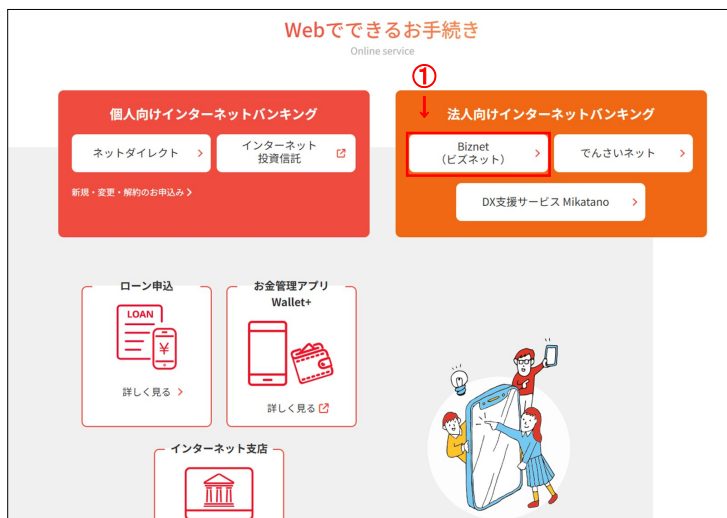 Webでできるお手続き
Online service
①
↓
個人向けインターネットバンキング
ネットダイレクト
インターネット
投資信託
新規・変更・解約のお申込み
法人向けインターネットバンキング
Biznet
（ビズネット）
でんさいネット
DX支援サービス Mikatano
ローン申込
LOAN
¥
詳しく見る
お金管理アプリ
Wallet+
詳しく見る
インターネット支店